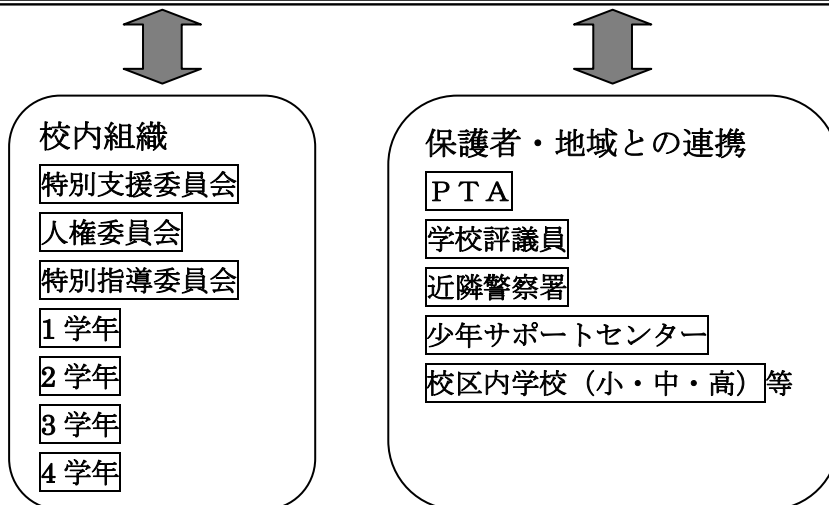 校内組織
特別支援委員会
人権委員会
特別指導委員会
1 学年
2 学年
3 学年
4 学年
保護者・地域との連携
ＰＴＡ
学校評議員
近隣警察署
少年サポートセンター
校区内学校（小・中・高）等